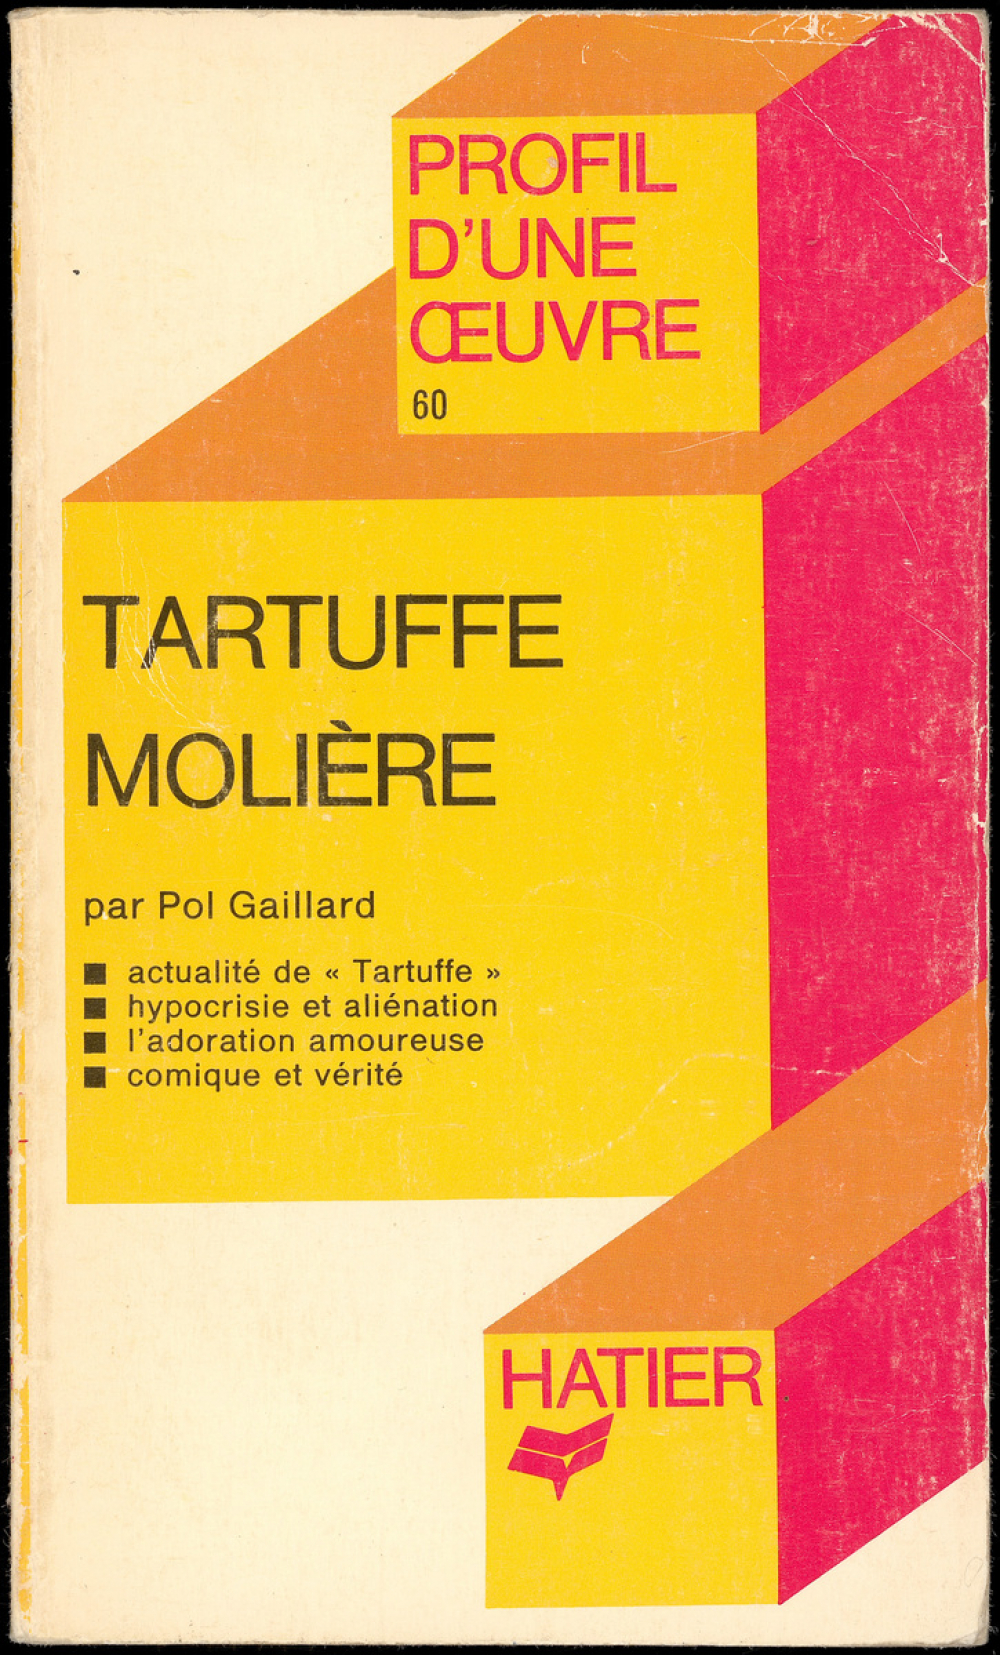 PROFIL
D'UNE
ŒUVRE
60
TARTUFFE
MOLIÈRE
par Pol Gaillard
■ actualité de « Tartuffe »
■ hypocrisie et aliénation
■ l'adoration amoureuse
■ comique et vérité
HATIER